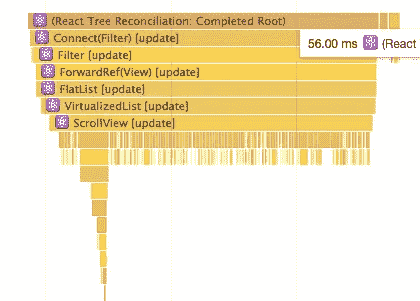 (React Tree Reconciliation: Completed Root)
Connect(Filter) [update]
56.00 ms (React
Filter [update]
ForwardRef(View) [update]
FlatList [update]
VirtualizedList [update]
ScrollView [update]